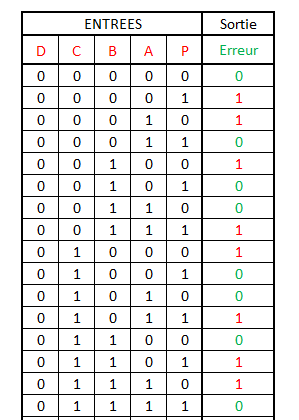 ENTREES Sortie
D C B A P Erreur
0 0 0 0 0 0
0 0 0 0 1 1
0 0 0 1 0 1
0 0 0 1 1 0
0 0 1 0 0 1
0 0 1 0 1 0
0 0 1 1 0 0
0 0 1 1 1 1
0 1 0 0 0 1
0 1 0 0 1 0
0 1 0 1 0 0
0 1 0 1 1 1
0 1 1 0 0 0
0 1 1 0 1 1
0 1 1 1 0 1
0 1 1 1 1 0